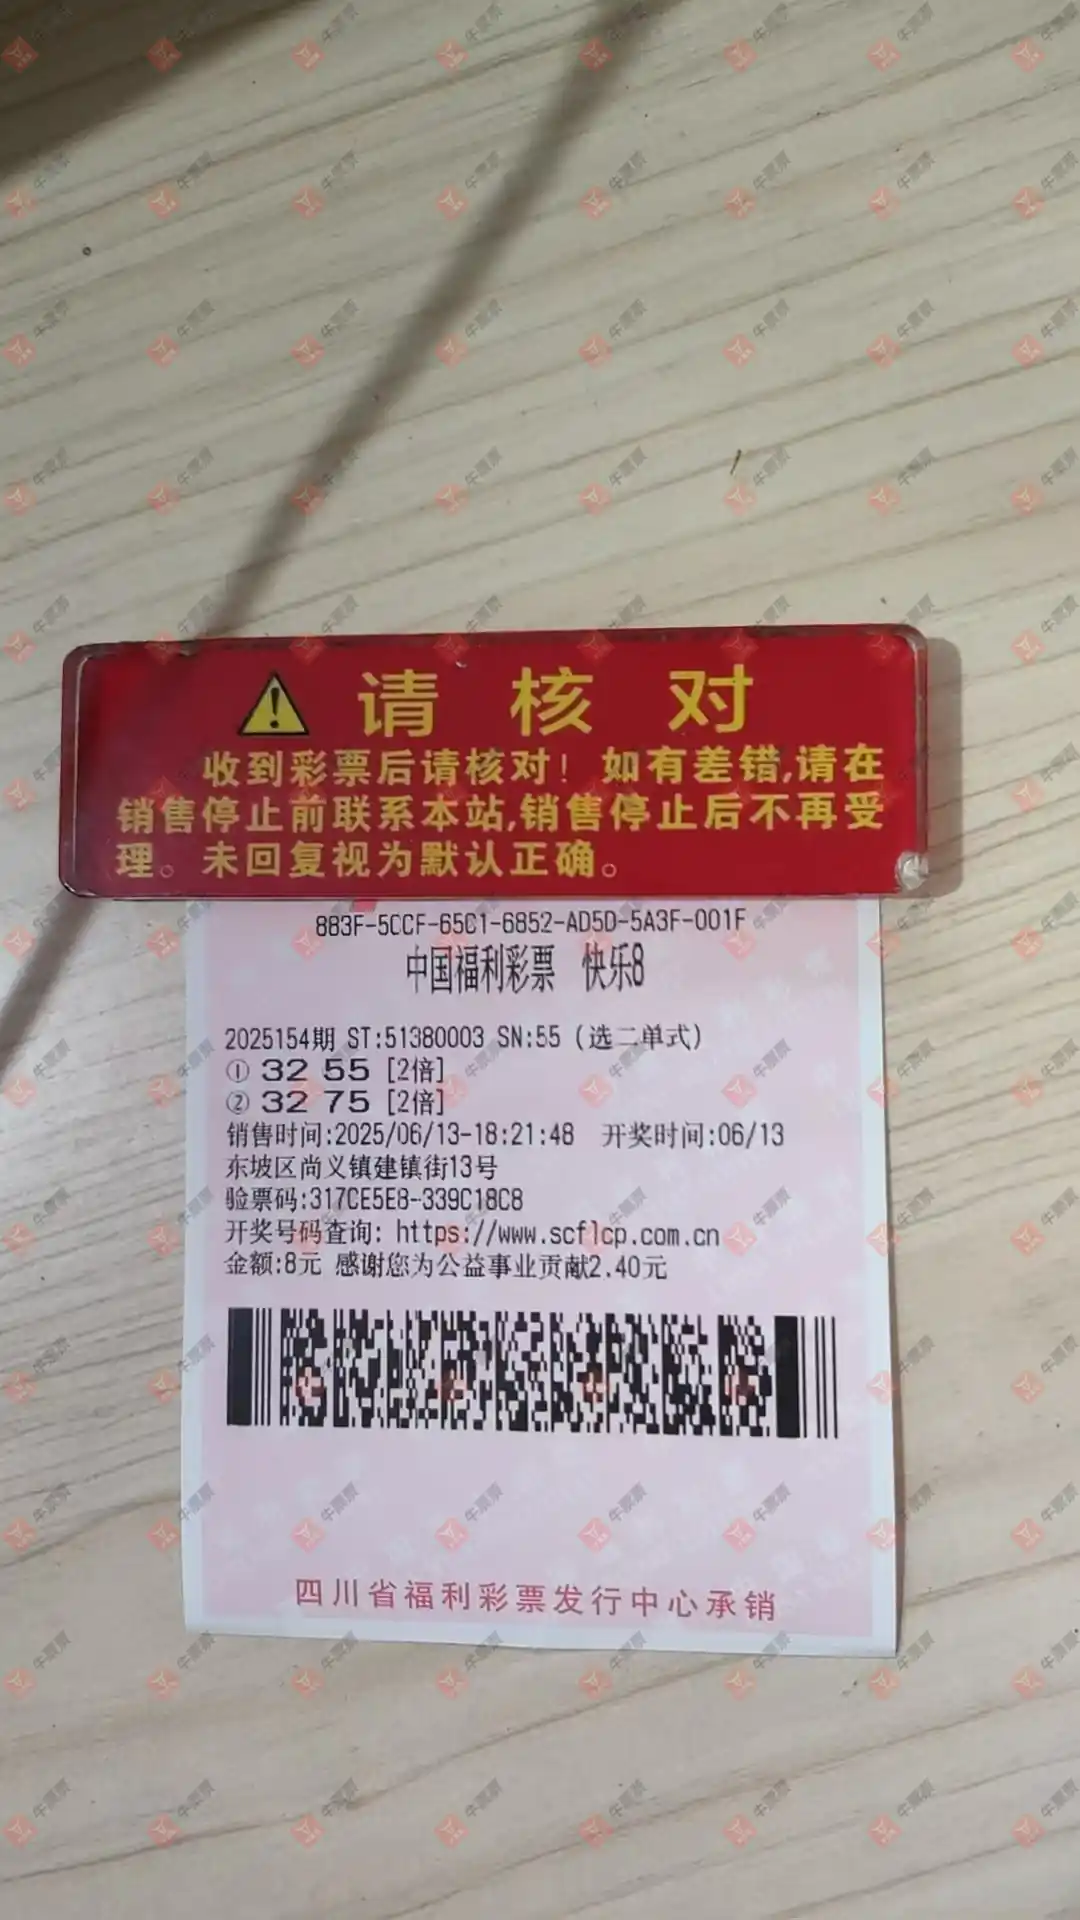 请核对
收到彩票后请核对！如有差错,请在
销售停止前联系本站,销售停止后不再受
理。未回复视为默认正确。
883F-5CCF-65C1-6852-AD5D-5A3F-001F
中国福利彩票 快乐8
2025154期 ST:51380003 SN:55 (选二单式)
① 32 55 [2倍]
② 32 75 [2倍]
销售时间:2025/06/13-18:21:48 开奖时间:06/13
东坡区尚义镇建镇街13号
验票码:317CE5E8-339C18C8
开奖号码查询: https://www.scflcp.com.cn
金额:8元 感谢您为公益事业贡献2.40元
四川省福利彩票发行中心承销
牛票票